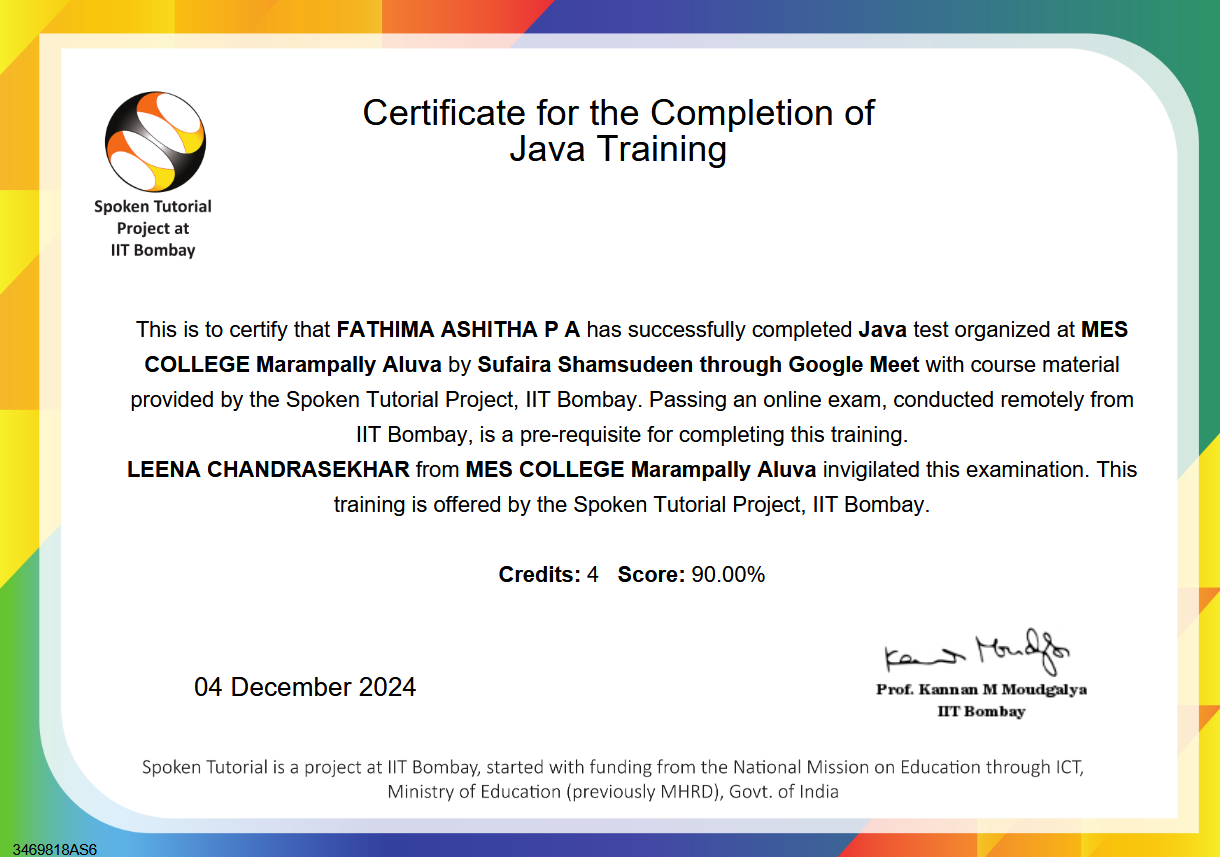 Certificate for the Completion of
Java Training
Spoken Tutorial
Project at
IIT Bombay
This is to certify that FATHIMA ASHITHA P A has successfully completed Java test organized at MES
COLLEGE Marampally Aluva by Sufaira Shamsudeen through Google Meet with course material
provided by the Spoken Tutorial Project, IIT Bombay. Passing an online exam, conducted remotely from
IIT Bombay, is a pre-requisite for completing this training.
LEENA CHANDRASEKHAR from MES COLLEGE Marampally Aluva invigilated this examination. This
training is offered by the Spoken Tutorial Project, IIT Bombay.
Credits: 4 Score: 90.00%
04 December 2024
Prof. Kannan M Moudgalya
IIT Bombay
Spoken Tutorial is a project at IIT Bombay, started with funding from the National Mission on Education through ICT,
Ministry of Education (previously MHRD), Govt. of India
3469818AS6